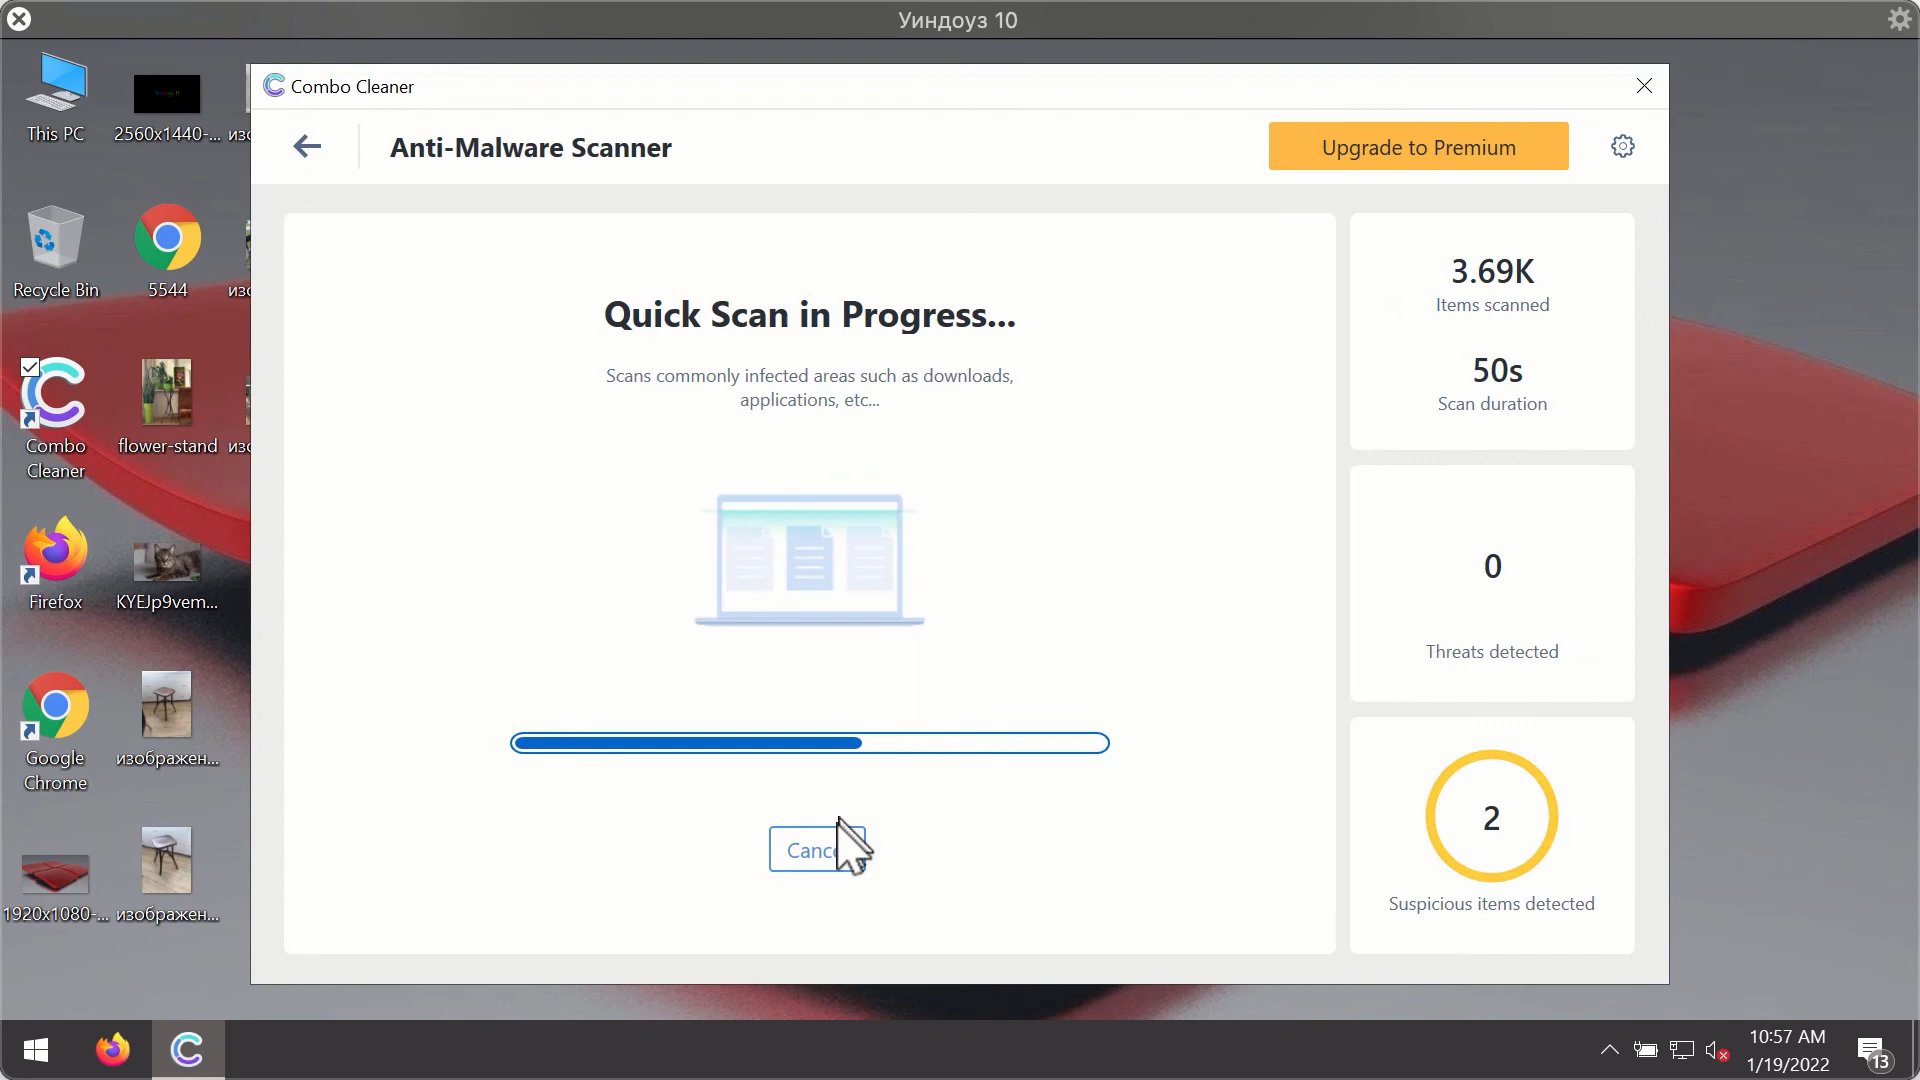 Уиндоуз 10
This PC
2560x1440-...
изо
Recycle Bin
5544
изо
Combo
Cleaner
flower-stand
изо
Firefox
KYEJp9vem...
Google
Chrome
изображен...
1920x1080-...
изображен...
Combo Cleaner
Anti-Malware Scanner
Upgrade to Premium
Quick Scan in Progress...
Scans commonly infected areas such as downloads,
applications, etc...
3.69K
Items scanned
50s
Scan duration
0
Threats detected
2
Suspicious items detected
10:57 AM
1/19/2022
13